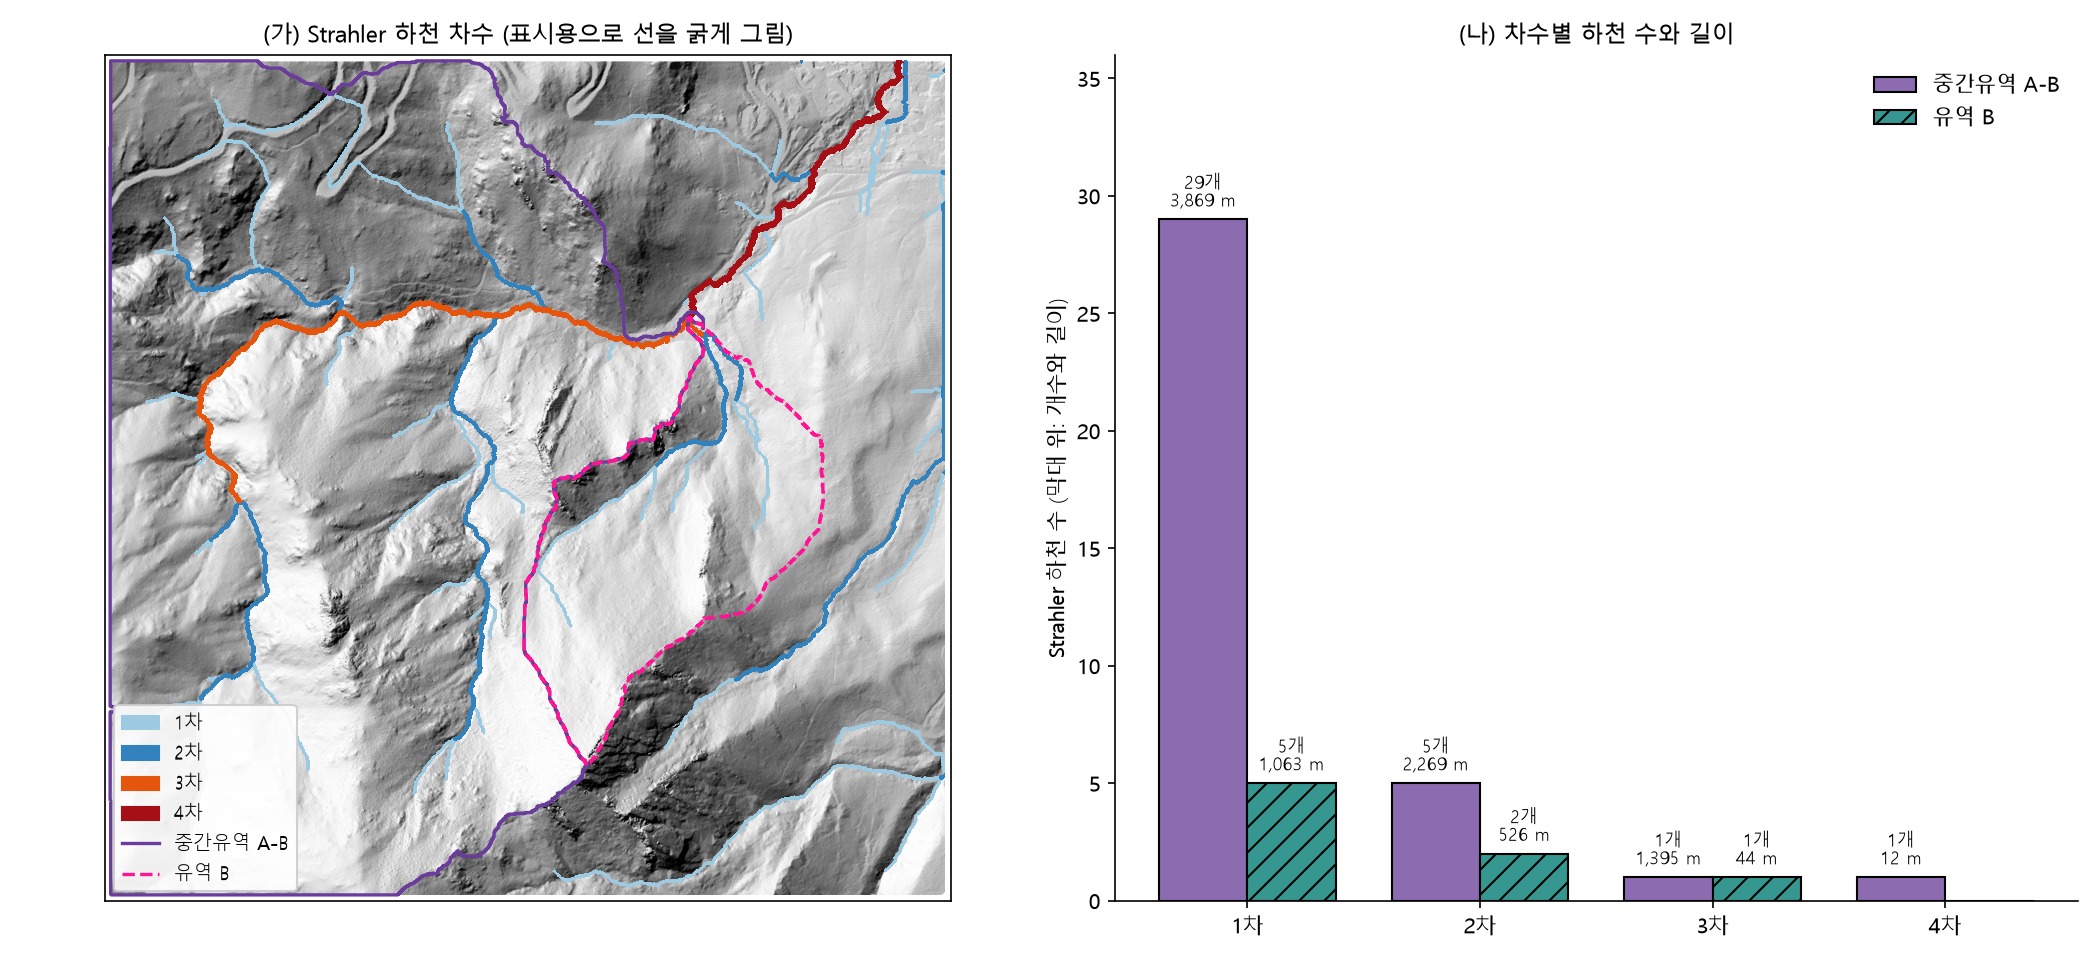 (가) Strahler 하천 차수 (표시용으로 선을 굵게 그림)
1차
2차
3차
4차
중간유역 A-B
유역 B
(나) 차수별 하천 수와 길이
Strahler 하천 수 (막대 위: 개수와 길이)
35
30
25
20
15
10
5
0
중간유역 A-B
유역 B
29개
3,869 m
5개
1,063 m
5개
2,269 m
2개
526 m
1개
1,395 m
1개
44 m
1개
12 m
1차
2차
3차
4차